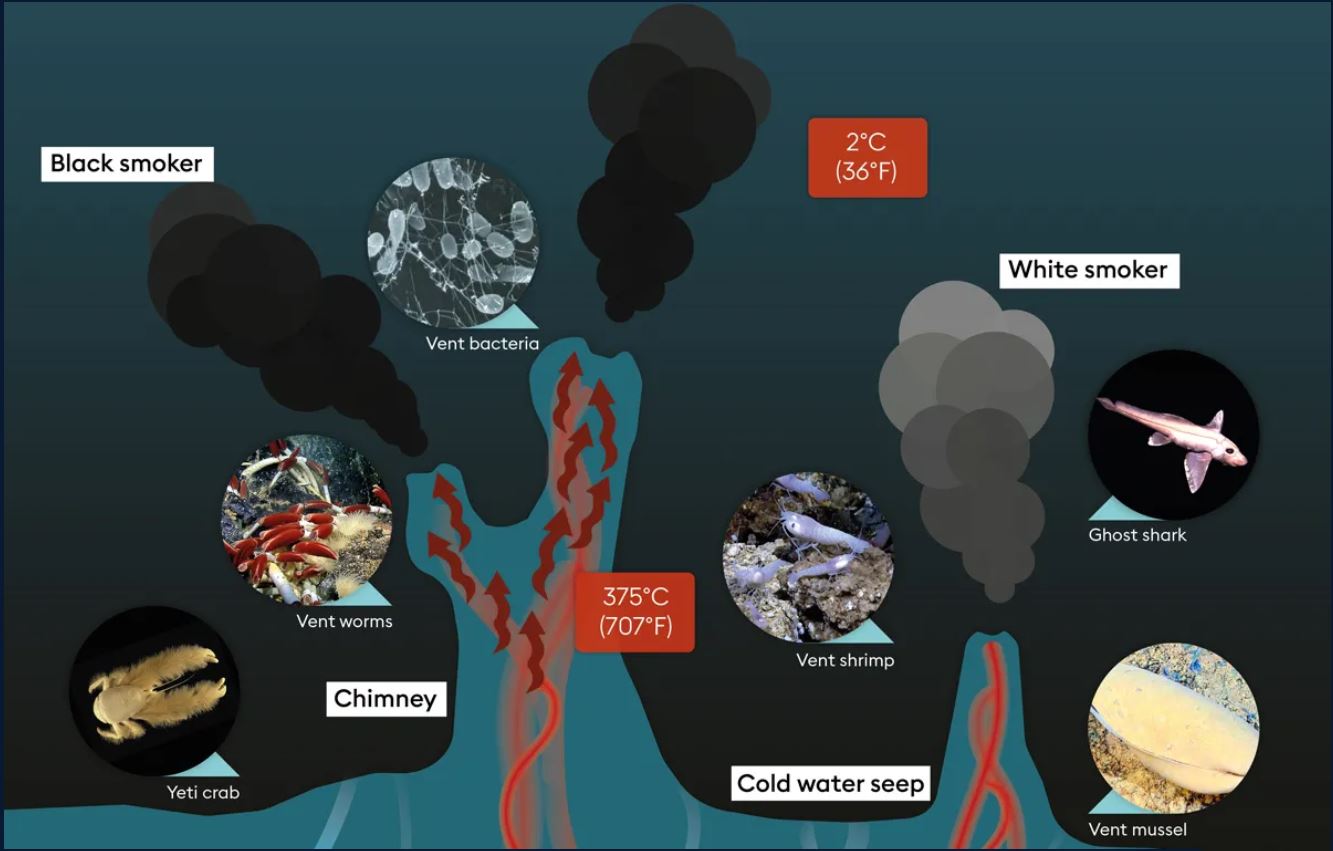 2°C
(36°F)
Black smoker
White smoker
Vent bacteria
Ghost shark
375°C
(707°F)
Vent worms
Vent shrimp
Chimney
Cold water seep
Yeti crab
Vent mussel